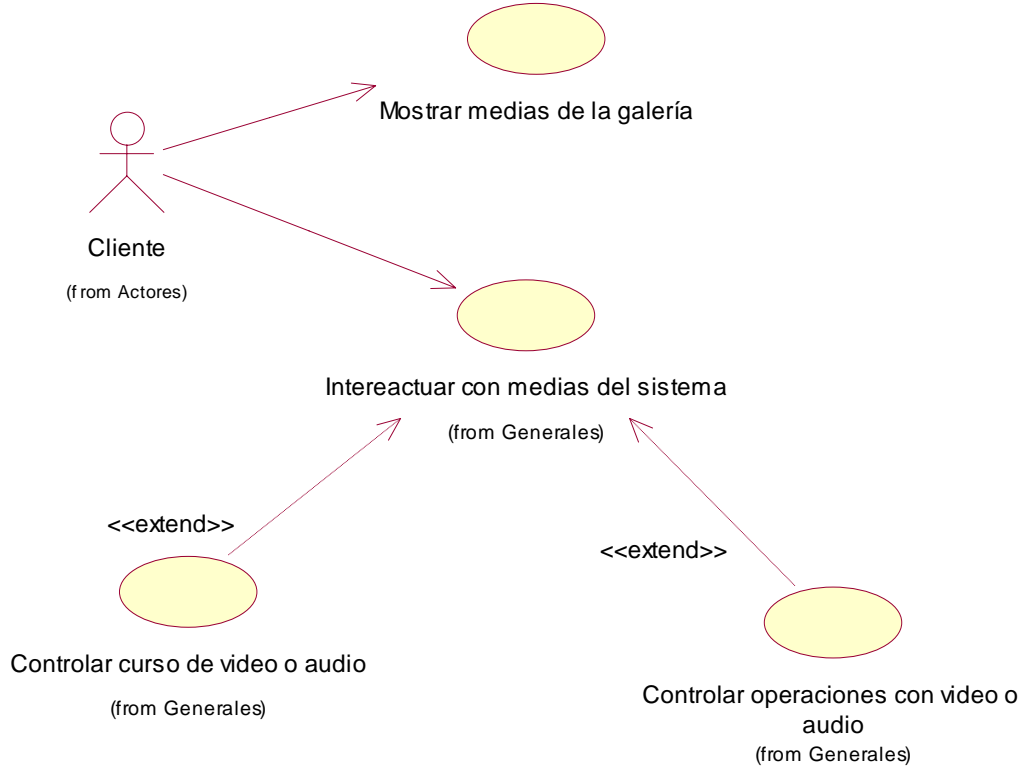 Mostrar medias de la galería
Cliente
(from Actores)
Intereactuar con medias del sistema
(from Generales)
<<extend>>
<<extend>>
Controlar curso de video o audio
(from Generales)
Controlar operaciones con video o
audio
(from Generales)